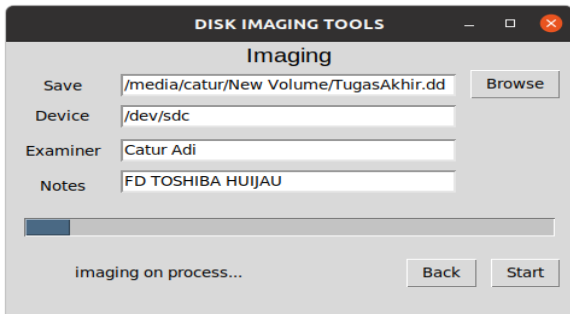 DISK IMAGING TOOLS
Imaging
Save /media/catur/New Volume/TugasAkhir.dd Browse
Device /dev/sdc
Examiner Catur Adi
Notes FD TOSHIBA HUIJAU
imaging on process... Back Start